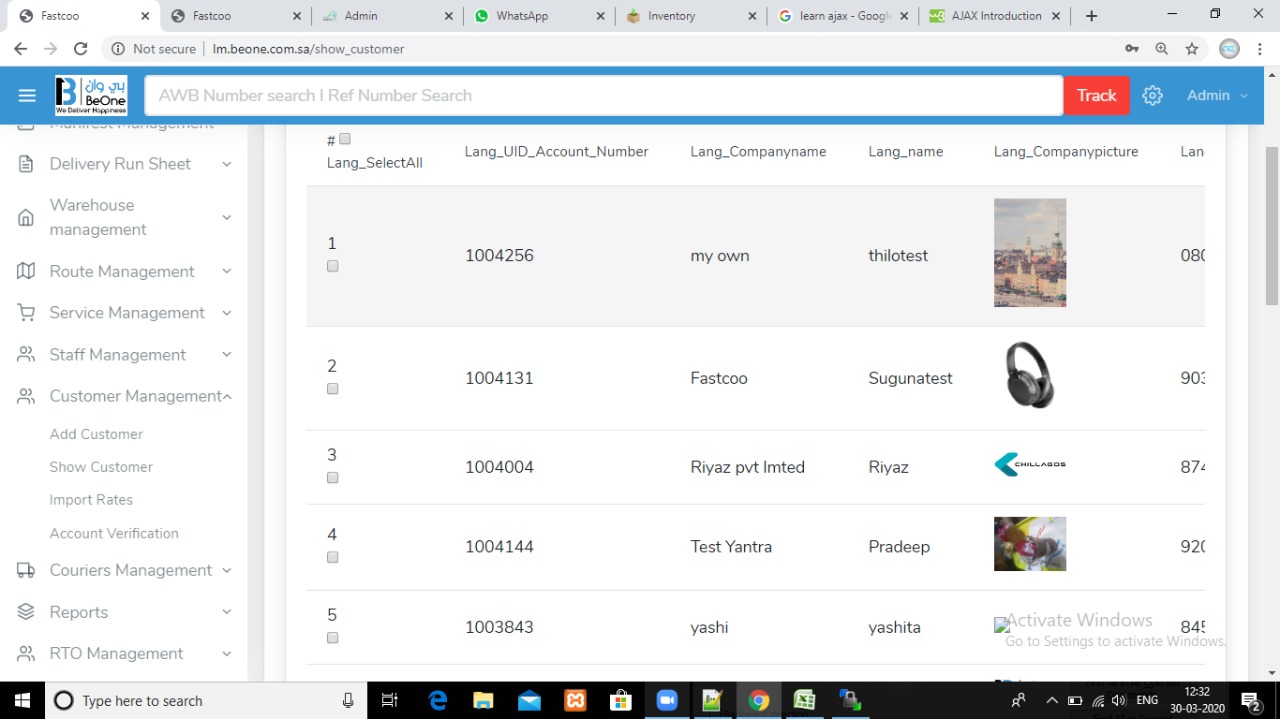 Fastcoo
Fastcoo
Admin
WhatsApp
Inventory
learn ajax - Googl
AJAX Introduction
Not secure | lm.beone.com.sa/show_customer
بي وان
BeOne
We Deliver Happiness
AWB Number search I Ref Number Search
Track
Admin
Manifest Management
Delivery Run Sheet
Warehouse
management
Route Management
Service Management
Staff Management
Customer Management
Add Customer
Show Customer
Import Rates
Account Verification
Couriers Management
Reports
RTO Management
#
Lang_SelectAll
Lang_UID_Account_Number
Lang_Companyname
Lang_name
Lang_Companypicture
Lan
1
1004256
my own
thilotest
080
2
1004131
Fastcoo
Sugunatest
903
3
1004004
Riyaz pvt lmted
Riyaz
CHILLAGOS
874
4
1004144
Test Yantra
Pradeep
920
5
1003843
yashi
yashita
845
Activate Windows
Go to Settings to activate Windows.
Type here to search
ENG
12:32
30-03-2020
2